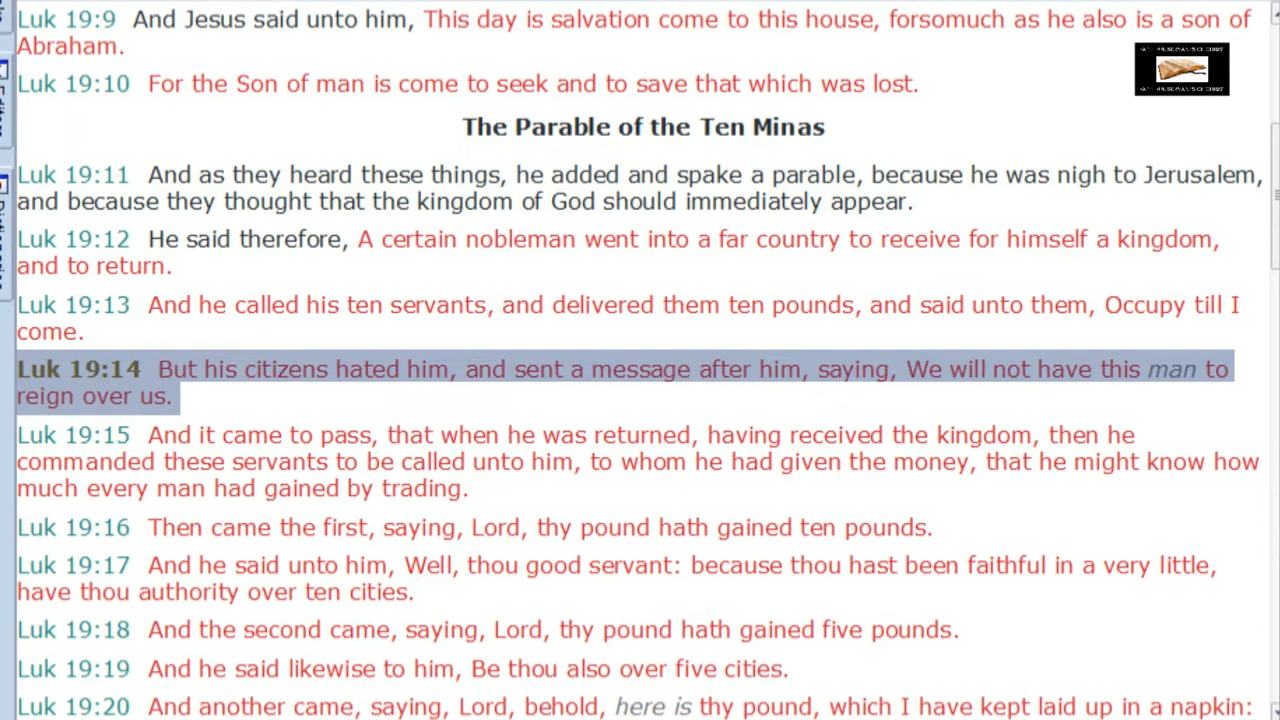 Luk 19:9 And Jesus said unto him, This day is salvation come to this house, forsomuch as he also is a son of
Abraham.
Luk 19:10 For the Son of man is come to seek and to save that which was lost.
The Parable of the Ten Minas
Luk 19:11 And as they heard these things, he added and spake a parable, because he was nigh to Jerusalem,
and because they thought that the kingdom of God should immediately appear.
Luk 19:12 He said therefore, A certain nobleman went into a far country to receive for himself a kingdom,
and to return.
Luk 19:13 And he called his ten servants, and delivered them ten pounds, and said unto them, Occupy till I
come.
Luk 19:14 But his citizens hated him, and sent a message after him, saying, We will not have this man to
reign over us.
Luk 19:15 And it came to pass, that when he was returned, having received the kingdom, then he
commanded these servants to be called unto him, to whom he had given the money, that he might know how
much every man had gained by trading.
Luk 19:16 Then came the first, saying, Lord, thy pound hath gained ten pounds.
Luk 19:17 And he said unto him, Well, thou good servant: because thou hast been faithful in a very little,
have thou authority over ten cities.
Luk 19:18 And the second came, saying, Lord, thy pound hath gained five pounds.
Luk 19:19 And he said likewise to him, Be thou also over five cities.
Luk 19:20 And another came, saying, Lord, behold, here is thy pound, which I have kept laid up in a napkin: